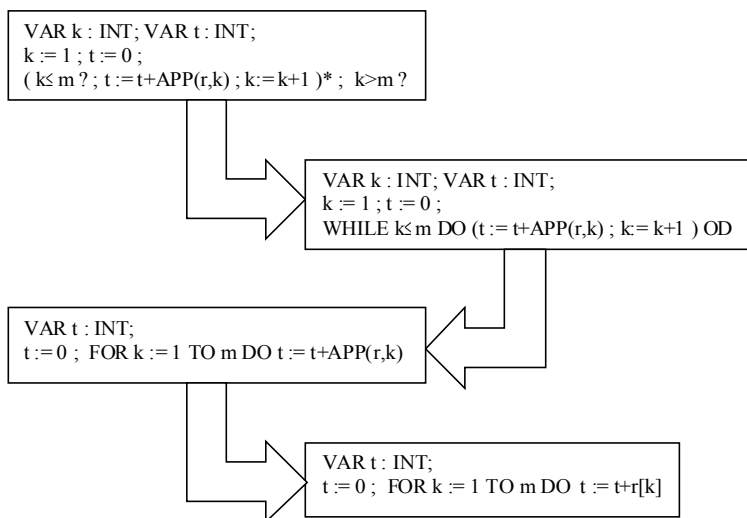 VAR k : INT; VAR t : INT;
k := 1 ; t := 0 ;
( k≤ m ? ; t := t+APP(r,k) ; k:= k+1 )* ; k>m ?
VAR k : INT; VAR t : INT;
k := 1 ; t := 0 ;
WHILE k≤ m DO (t := t+APP(r,k) ; k:= k+1 ) OD
VAR t : INT;
t := 0 ; FOR k := 1 TO m DO t := t+APP(r,k)
VAR t : INT;
t := 0 ; FOR k := 1 TO m DO t := t+r[k]